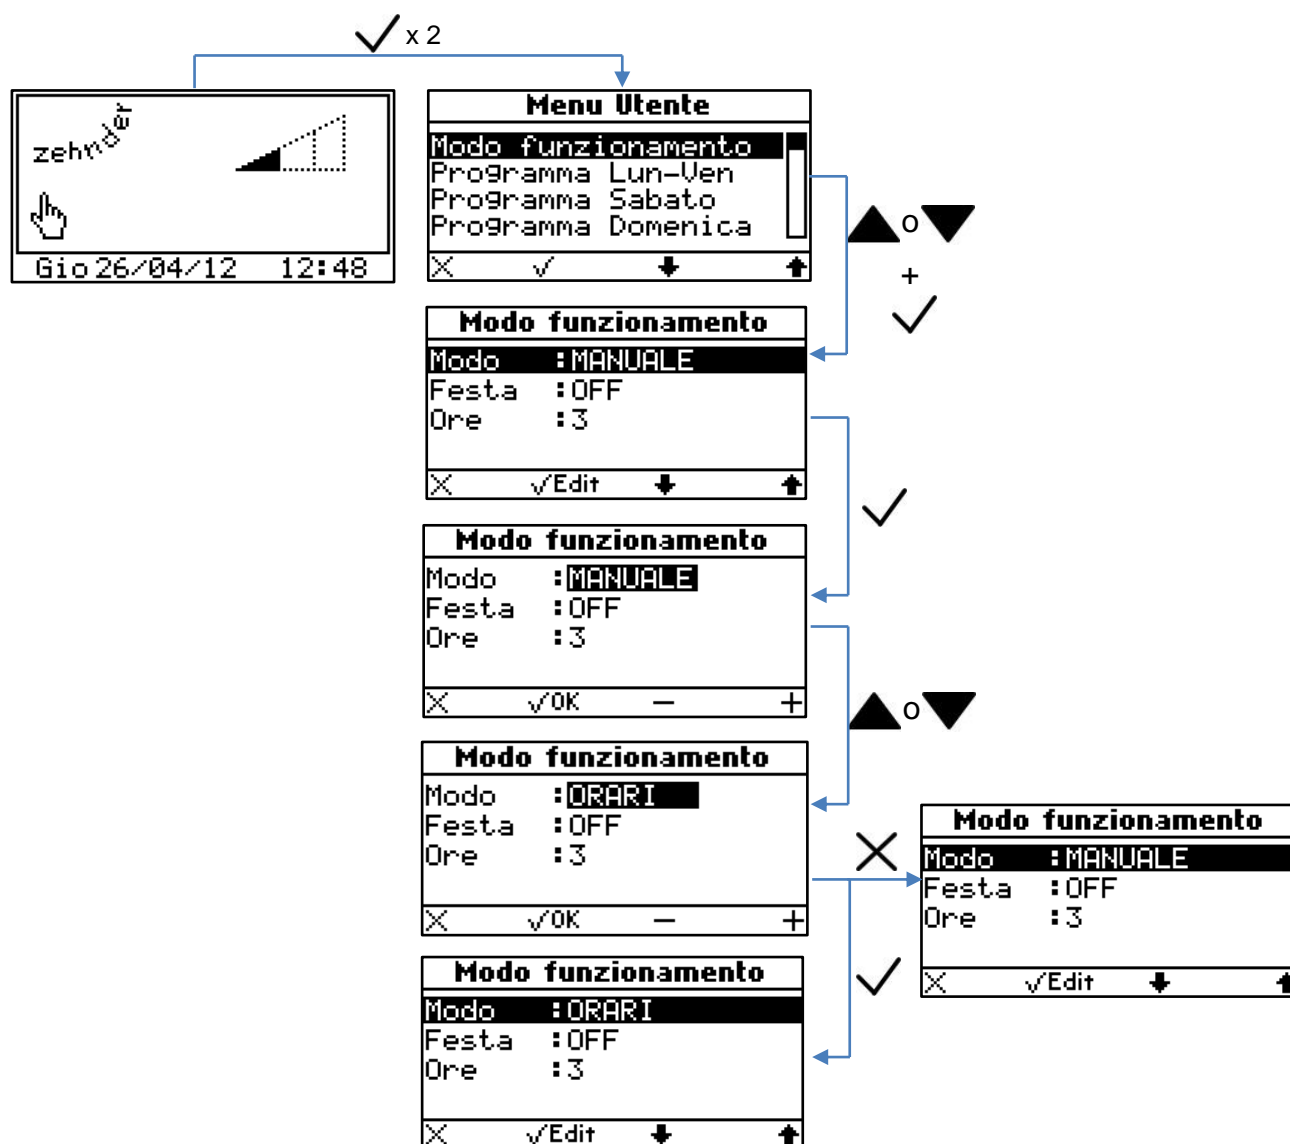 x 2
zehnder
Gio 26/04/12 12:48
Menu Utente
Modo funzionamento
Programma Lun-Ven
Programma Sabato
Programma Domenica
o
+
Modo funzionamento
Modo :MANUALE
Festa :OFF
Ore :3
Edit
Modo funzionamento
Modo :MANUALE
Festa :OFF
Ore :3
OK − +
o
Modo funzionamento
Modo :ORARI
Festa :OFF
Ore :3
OK − +
Modo funzionamento
Modo :MANUALE
Festa :OFF
Ore :3
Edit
Modo funzionamento
Modo :ORARI
Festa :OFF
Ore :3
Edit